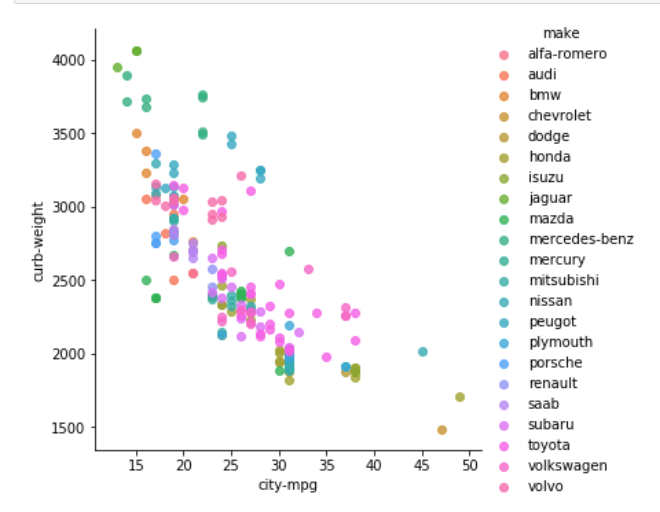 make
alfa-romero
audi
bmw
chevrolet
dodge
honda
isuzu
jaguar
mazda
mercedes-benz
mercury
mitsubishi
nissan
peugot
plymouth
porsche
renault
saab
subaru
toyota
volkswagen
volvo
curb-weight
4000
3500
3000
2500
2000
1500
15 20 25 30 35 40 45 50
city-mpg